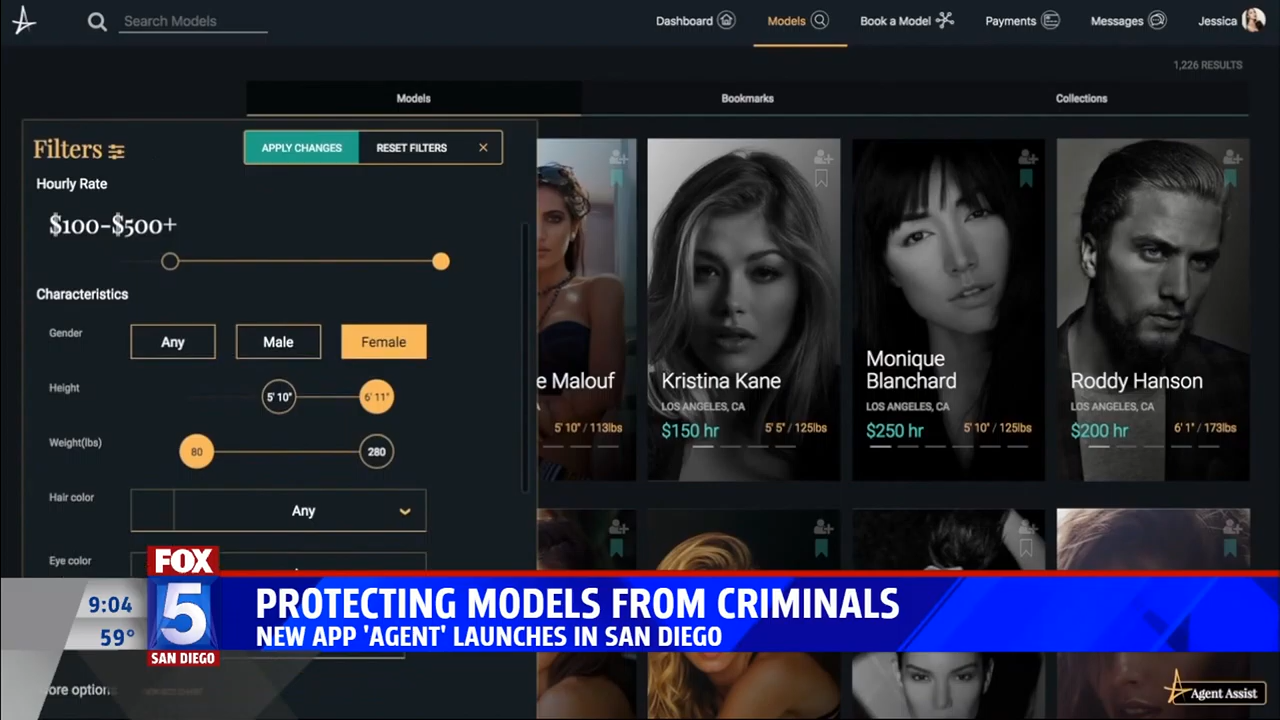 Search Models
Dashboard
Models
Book a Model
Payments
Messages
Jessica
1,226 RESULTS
Models
Bookmarks
Collections
Filters
APPLY CHANGES
RESET FILTERS
×
Hourly Rate
$100-$500+
Characteristics
Gender
Any
Male
Female
Height
5' 10"
6' 11"
Weight(lbs)
80
280
Hair color
Any
Eye color
e Malouf
5' 10" / 113lbs
Kristina Kane
LOS ANGELES, CA
$150 hr
5' 5" / 125lbs
Monique
Blanchard
LOS ANGELES, CA
$250 hr
5' 10" / 125lbs
Roddy Hanson
LOS ANGELES, CA
$200 hr
6' 1" / 173lbs
FOX
5
SAN DIEGO
9:04
59°
PROTECTING MODELS FROM CRIMINALS
NEW APP 'AGENT' LAUNCHES IN SAN DIEGO
ore options
Agent Assist